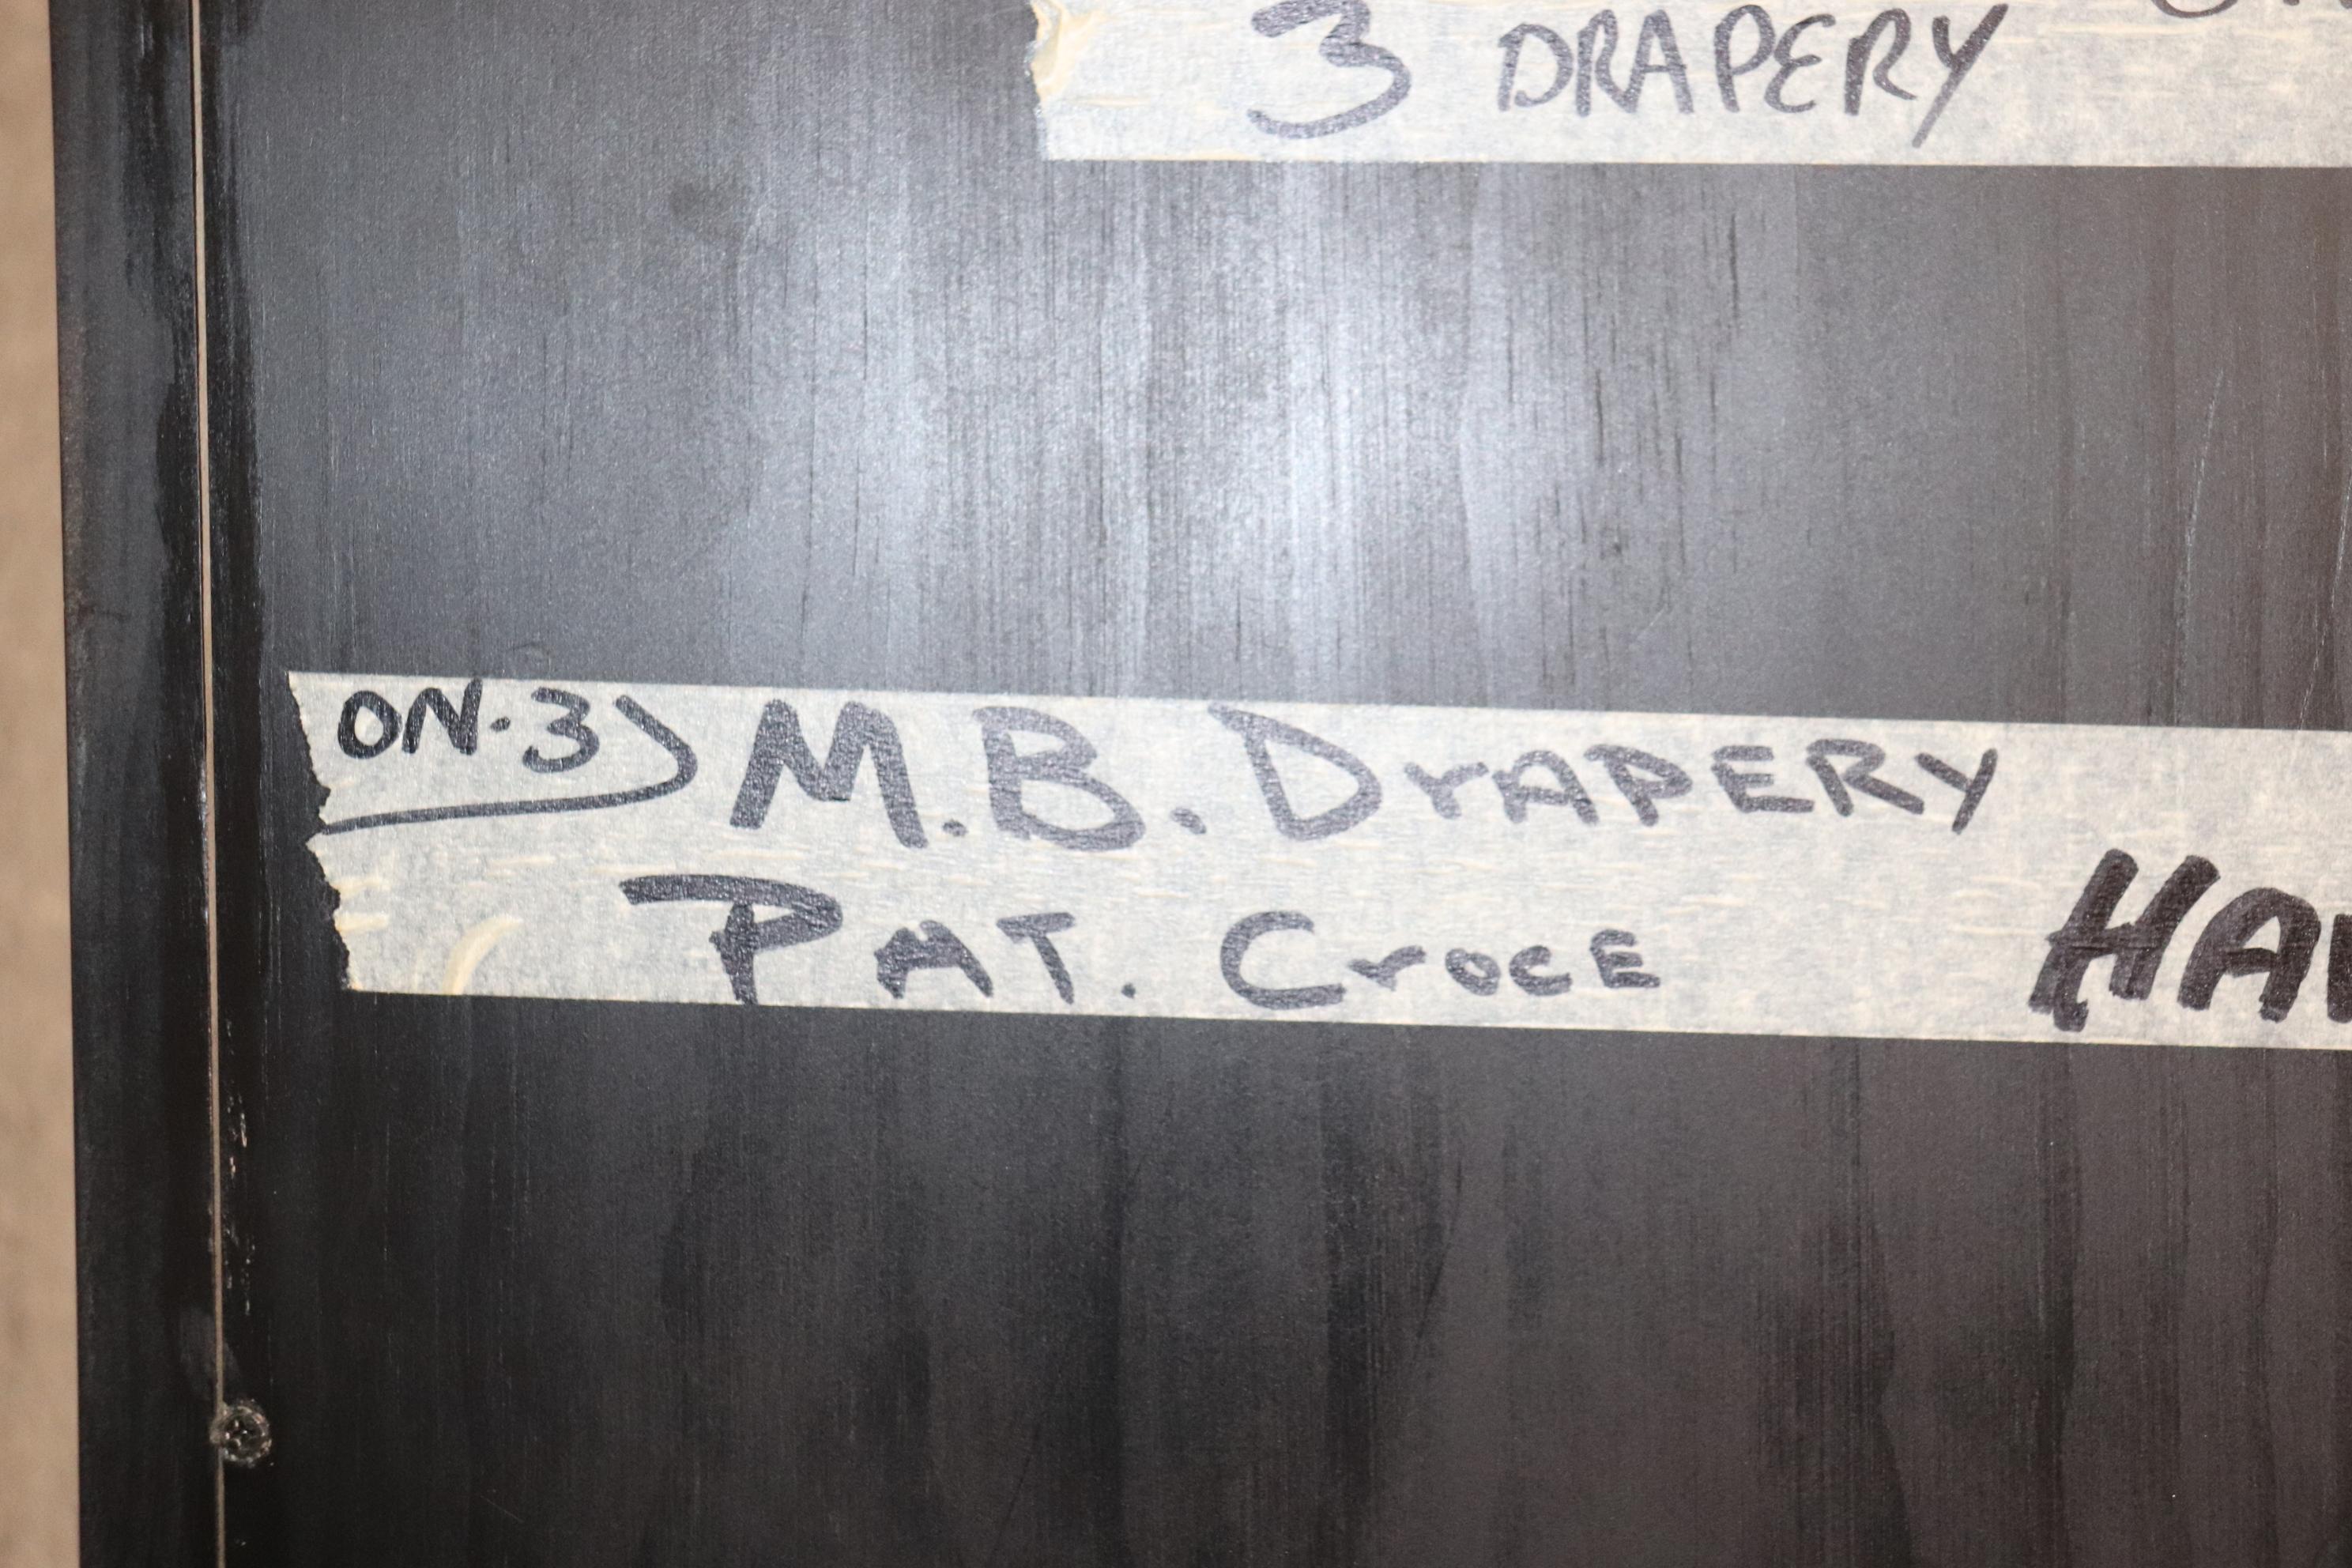 3 DRAPERY
ON·3) M.B. DrAPERY
PAT. CroCE